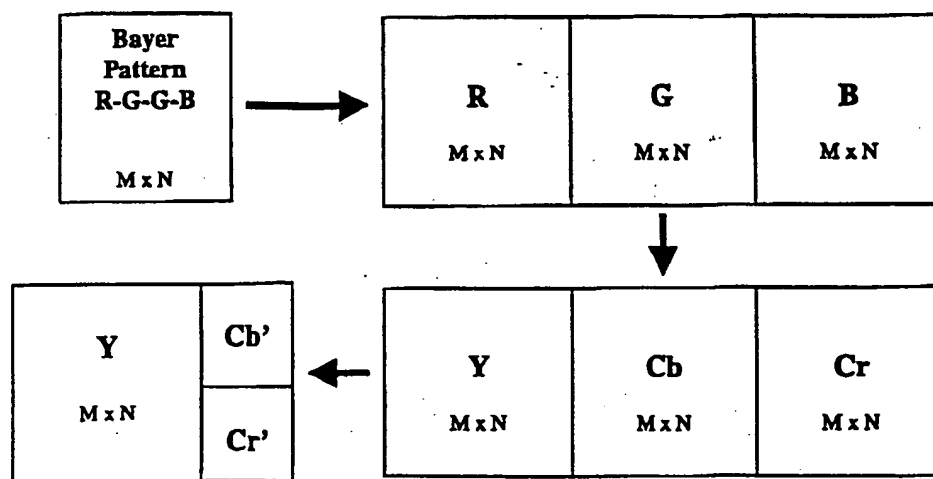 Bayer
Pattern
R-G-G-B
M x N
R
M x N
G
M x N
B
M x N
Y
M x N
Cb'
Cr'
Y
M x N
Cb
M x N
Cr
M x N